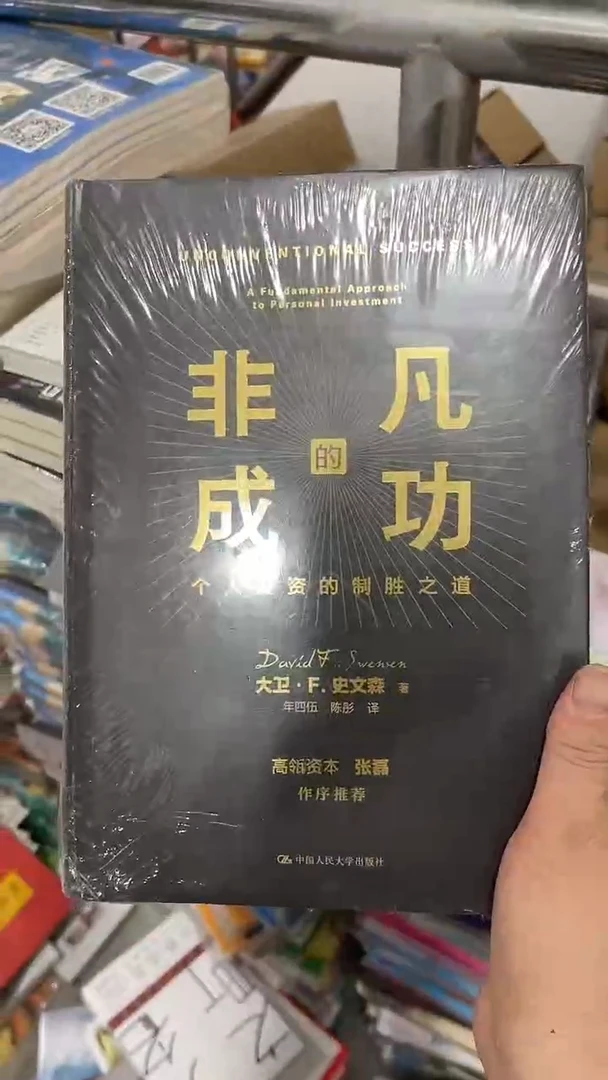 UNCONVENTIONAL SUCCESS
A Fundamental Approach
to Personal Investment
非凡
的
成功
个人投资的制胜之道
David F. Swensen
大卫·F.史文森 著
年四伍 陈彤 译
高瓴资本 张磊
作序推荐
中国人民大学出版社